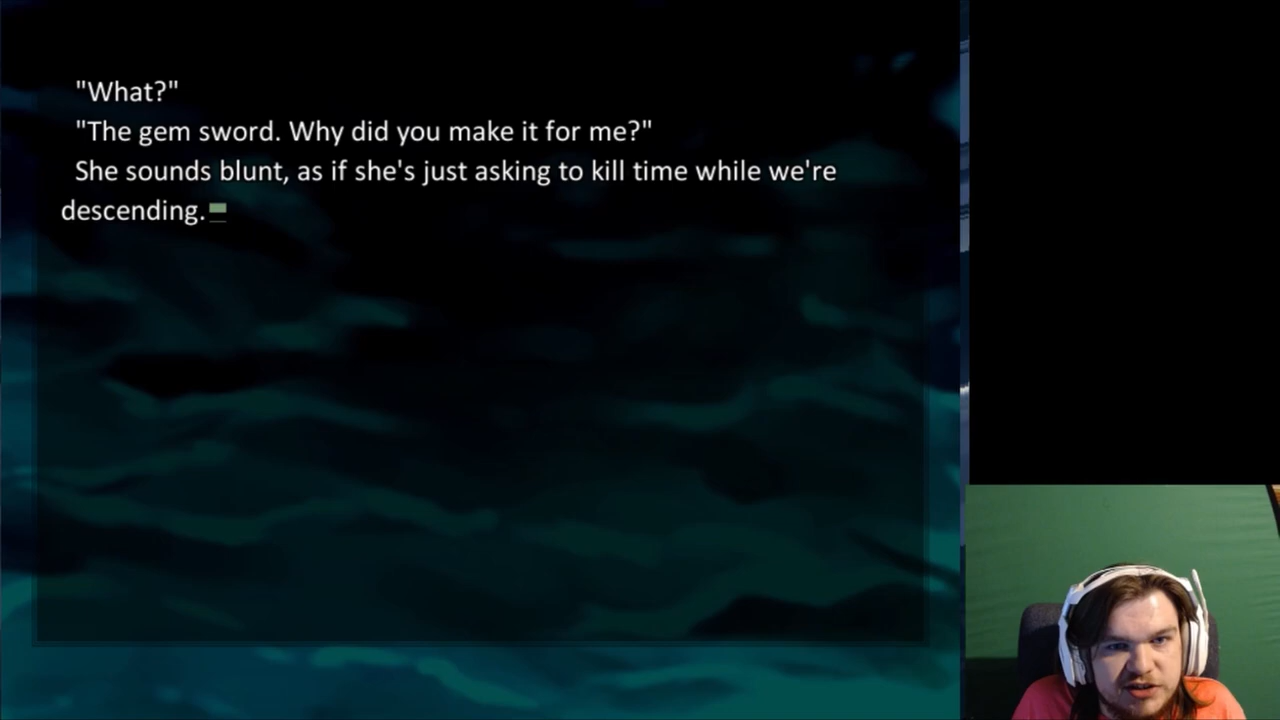 "What?"
"The gem sword. Why did you make it for me?"
She sounds blunt, as if she's just asking to kill time while we're
descending.